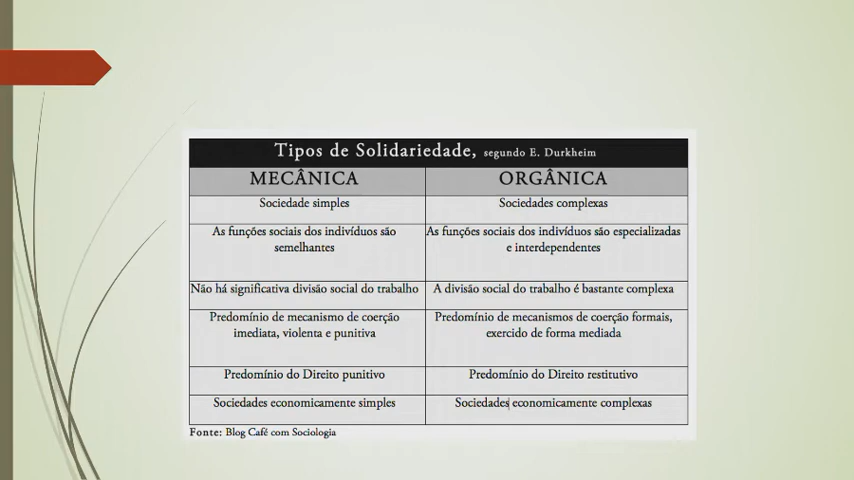 Tipos de Solidariedade, segundo E. Durkheim
MECÂNICA
ORGÂNICA
Sociedade simples
Sociedades complexas
As funções sociais dos indivíduos são
semelhantes
As funções sociais dos indivíduos são especializadas
e interdependentes
Não há significativa divisão social do trabalho
A divisão social do trabalho é bastante complexa
Predomínio de mecanismo de coerção
imediata, violenta e punitiva
Predomínio de mecanismos de coerção formais,
exercido de forma mediada
Predomínio do Direito punitivo
Predomínio do Direito restitutivo
Sociedades economicamente simples
Sociedades economicamente complexas
Fonte: Blog Café com Sociologia